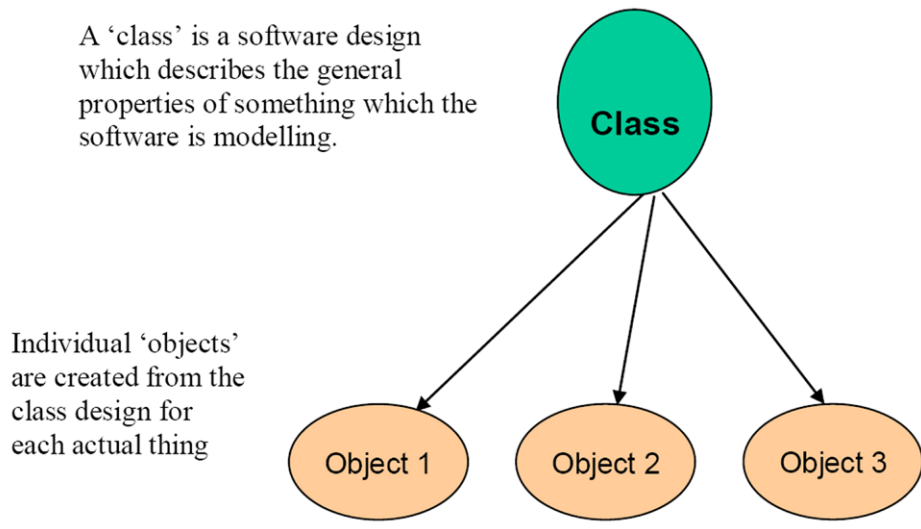 A ‘class’ is a software design
which describes the general
properties of something which the
software is modelling.
Class
Individual ‘objects’
are created from the
class design for
each actual thing
Object 1
Object 2
Object 3